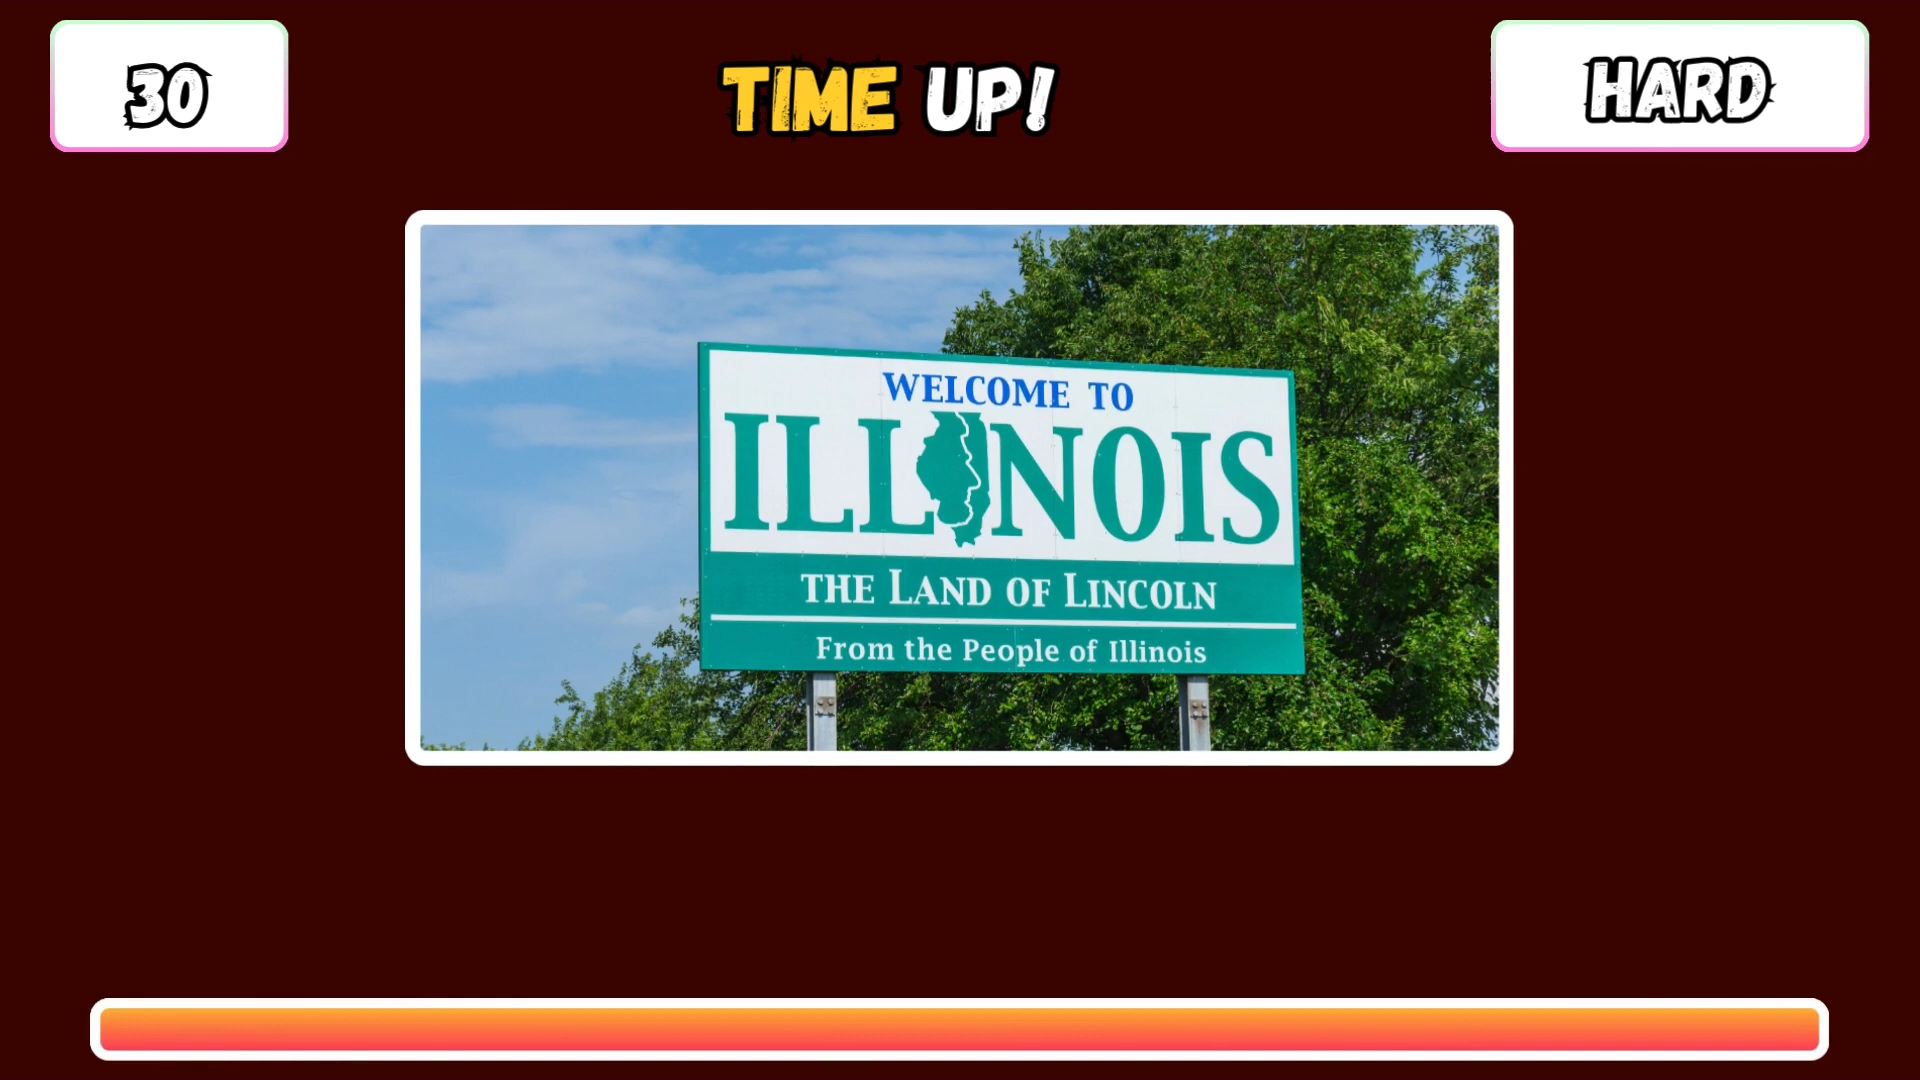 30
TIME UP!
HARD
WELCOME TO
ILLINOIS
THE LAND OF LINCOLN
From the People of Illinois